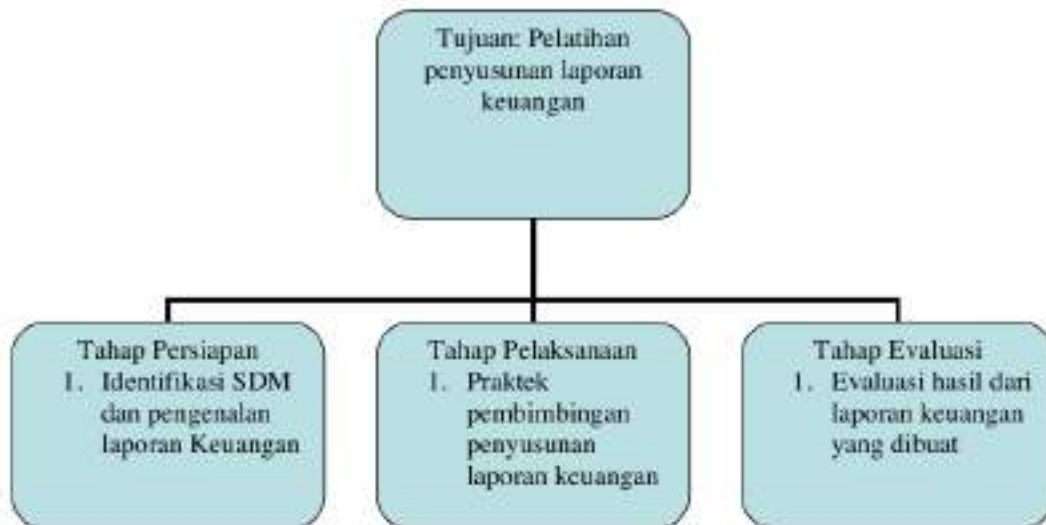 Tujuan: Pelatihan
penyusunan laporan
keuangan
Tahap Persiapan
1. Identifikasi SDM
dan pengenalan
laporan Keuangan
Tahap Pelaksanaan
1. Praktek
pembimbingan
penyusunan
laporan keuangan
Tahap Evaluasi
1. Evaluasi hasil dari
laporan keuangan
yang dibuat